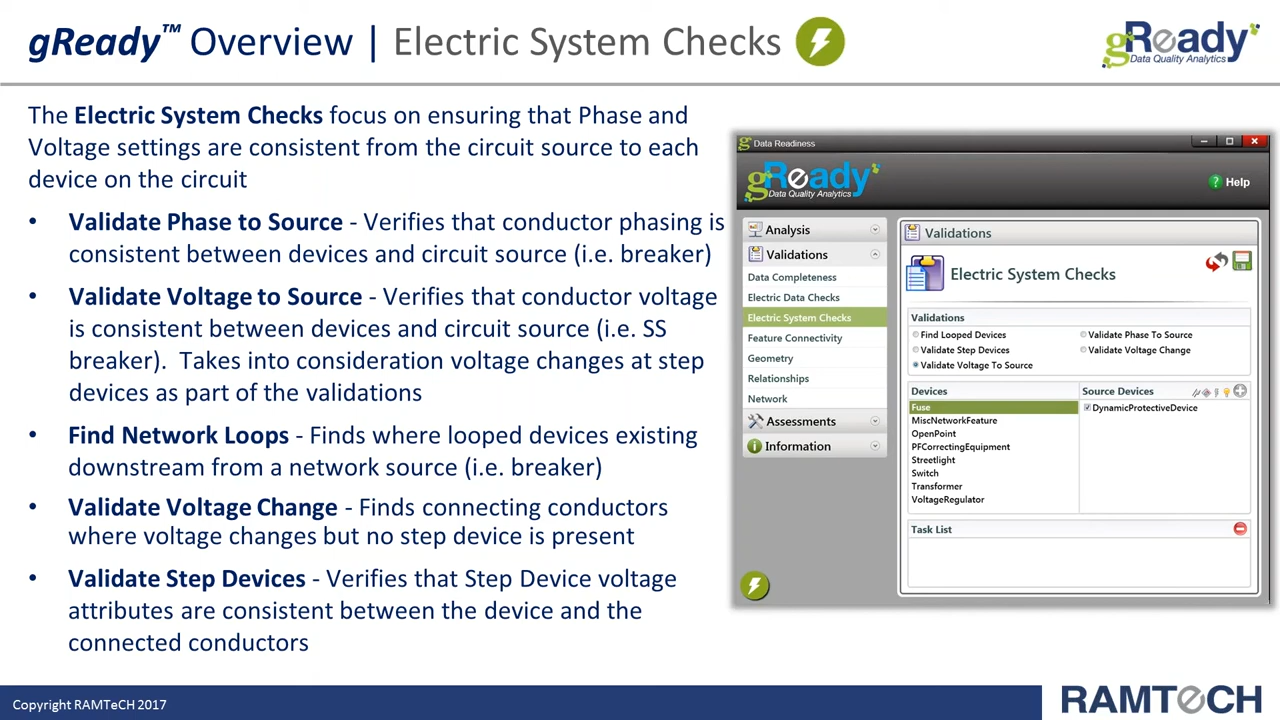 gReady™ Overview | Electric System Checks
gReady
Data Quality Analytics
The Electric System Checks focus on ensuring that Phase and
Voltage settings are consistent from the circuit source to each
device on the circuit
• Validate Phase to Source - Verifies that conductor phasing is
consistent between devices and circuit source (i.e. breaker)
• Validate Voltage to Source - Verifies that conductor voltage
is consistent between devices and circuit source (i.e. SS
breaker). Takes into consideration voltage changes at step
devices as part of the validations
• Find Network Loops - Finds where looped devices existing
downstream from a network source (i.e. breaker)
• Validate Voltage Change - Finds connecting conductors
where voltage changes but no step device is present
• Validate Step Devices - Verifies that Step Device voltage
attributes are consistent between the device and the
connected conductors
Data Readiness
gReady
Data Quality Analytics
Help
Analysis
Validations
Data Completeness
Electric Data Checks
Electric System Checks
Feature Connectivity
Geometry
Relationships
Network
Assessments
Information
Validations
Electric System Checks
Validations
Find Looped Devices
Validate Phase To Source
Validate Step Devices
Validate Voltage Change
Validate Voltage To Source
Devices
Source Devices
Fuse
DynamicProtectiveDevice
MiscNetworkFeature
OpenPoint
PFCorrectingEquipment
Streetlight
Switch
Transformer
VoltageRegulator
Task List
Copyright RAMTeCH 2017
RAMTeCH